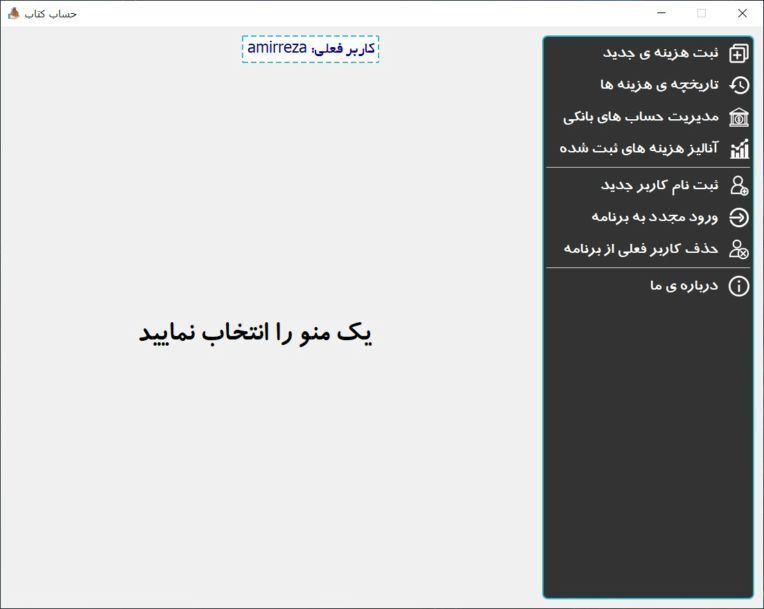 حساب کتاب
کاربر فعلی: amirreza
ثبت هزینه ی جدید
تاریخچه ی هزینه ها
مدیریت حساب های بانکی
آنالیز هزینه های ثبت شده
ثبت نام کاربر جدید
ورود مجدد به برنامه
حذف کاربر فعلی از برنامه
درباره ی ما
یک منو را انتخاب نمایید